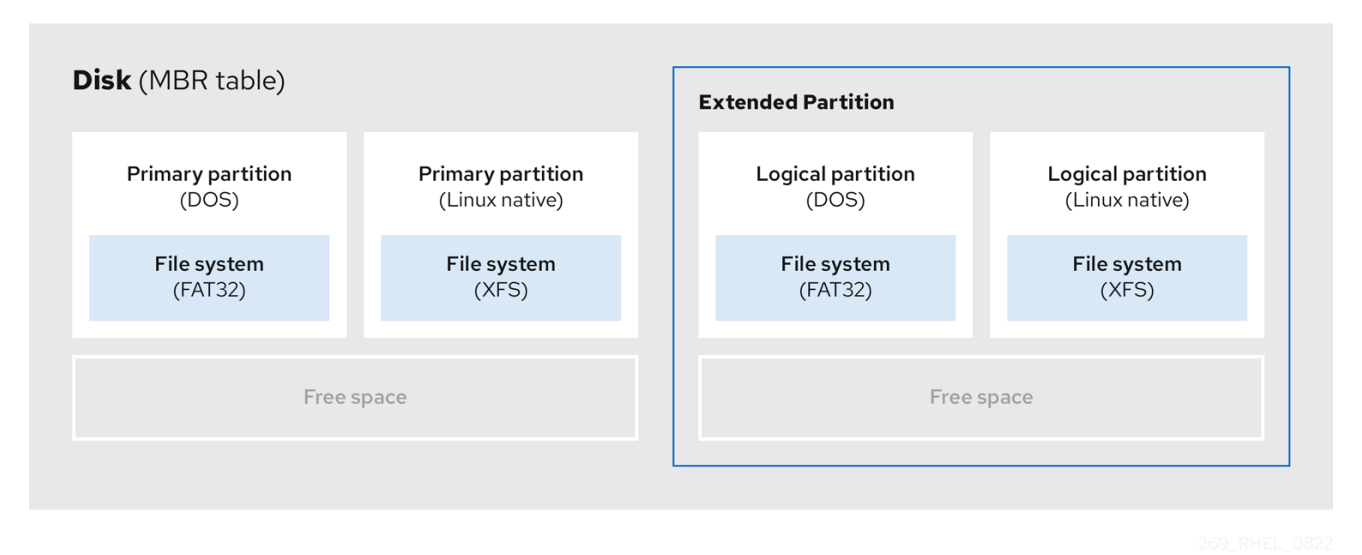 Disk (MBR table)
Primary partition
(DOS)
File system
(FAT32)
Primary partition
(Linux native)
File system
(XFS)
Free space
Extended Partition
Logical partition
(DOS)
File system
(FAT32)
Logical partition
(Linux native)
File system
(XFS)
Free space
269_RHEL_0822